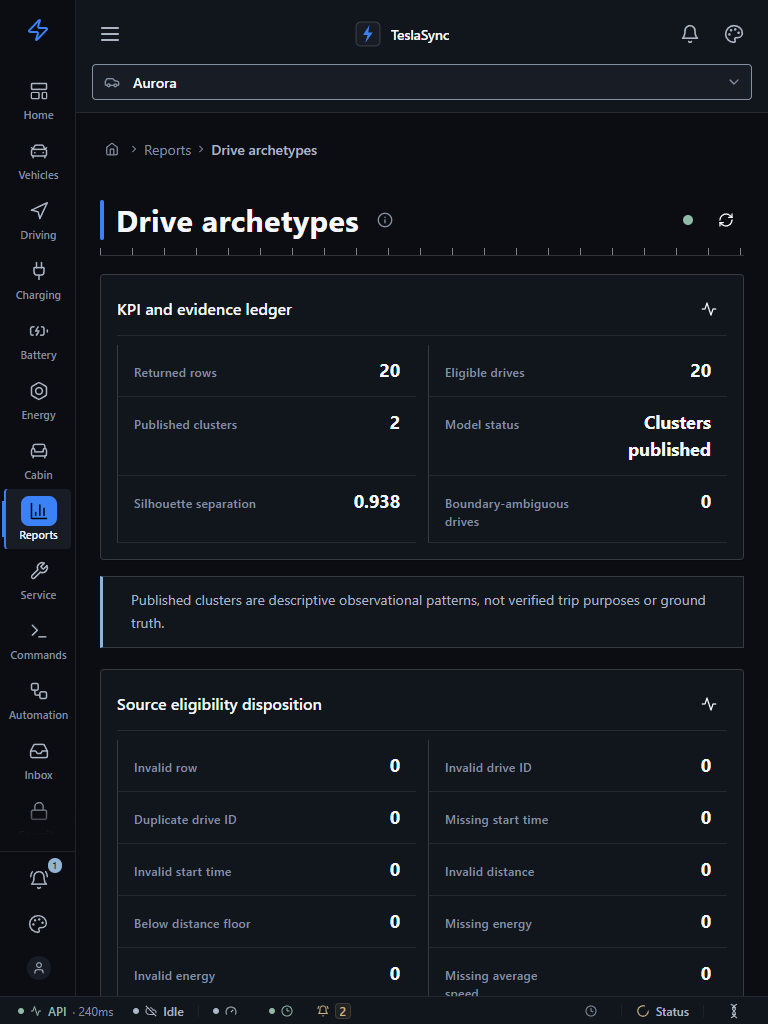 TeslaSync
Aurora
Home
Vehicles
Driving
Charging
Battery
Energy
Cabin
Reports
Service
Commands
Automation
Inbox
1
Reports
Drive archetypes
Drive archetypes
KPI and evidence ledger
Returned rows 20
Eligible drives 20
Published clusters 2
Model status Clusters
published
Silhouette separation 0.938
Boundary-ambiguous 0
drives
Published clusters are descriptive observational patterns, not verified trip purposes or ground
truth.
Source eligibility disposition
Invalid row 0
Invalid drive ID 0
Duplicate drive ID 0
Missing start time 0
Invalid start time 0
Invalid distance 0
Below distance floor 0
Missing energy 0
Invalid energy 0
Missing average 0
speed
API · 240ms
Idle
2
Status